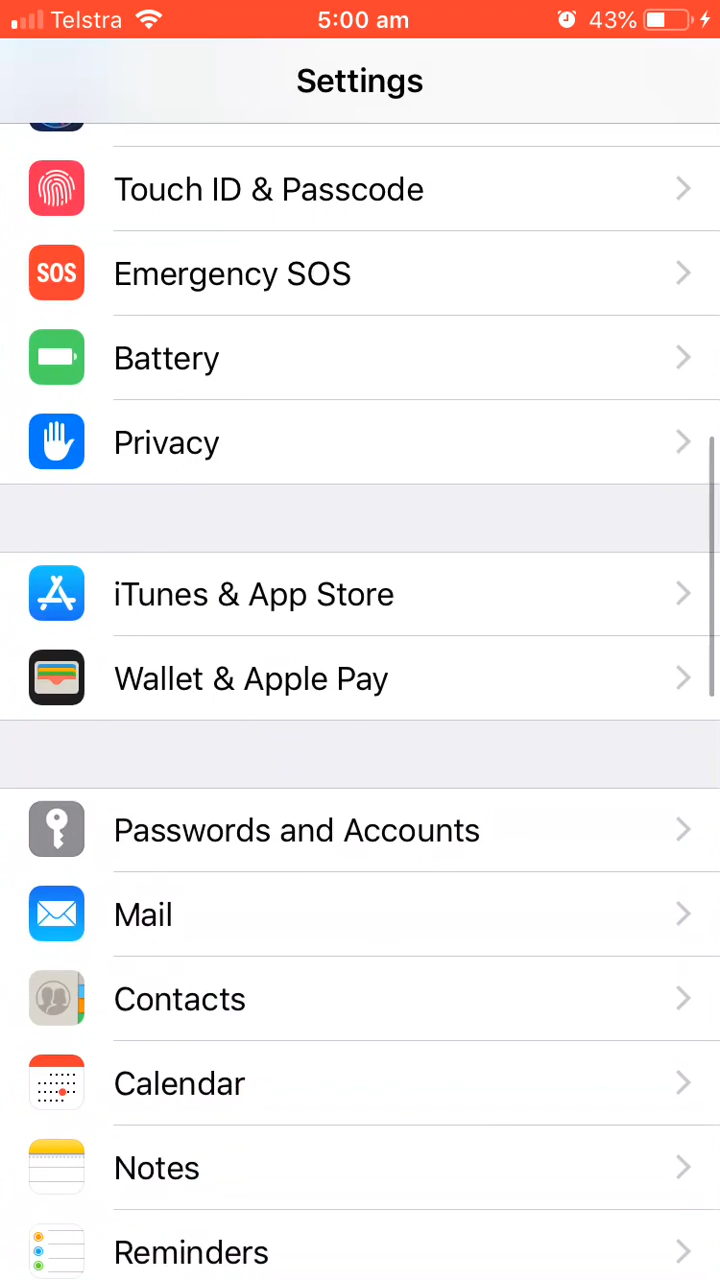 Telstra 5:00 am 43%
Settings
Touch ID & Passcode
SOS Emergency SOS
Battery
Privacy
iTunes & App Store
Wallet & Apple Pay
Passwords and Accounts
Mail
Contacts
Calendar
Notes
Reminders